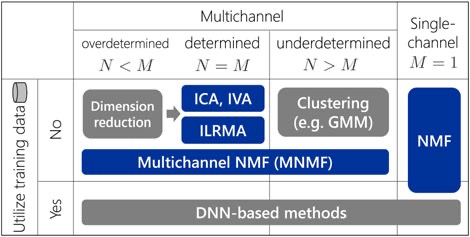 Multichannel
Single-
channel
M = 1
overdetermined
N < M
determined
N = M
underdetermined
N > M
Utilize training data
No
Dimension
reduction
ICA, IVA
ILRMA
Clustering
(e.g. GMM)
NMF
Multichannel NMF (MNMF)
Yes
DNN-based methods